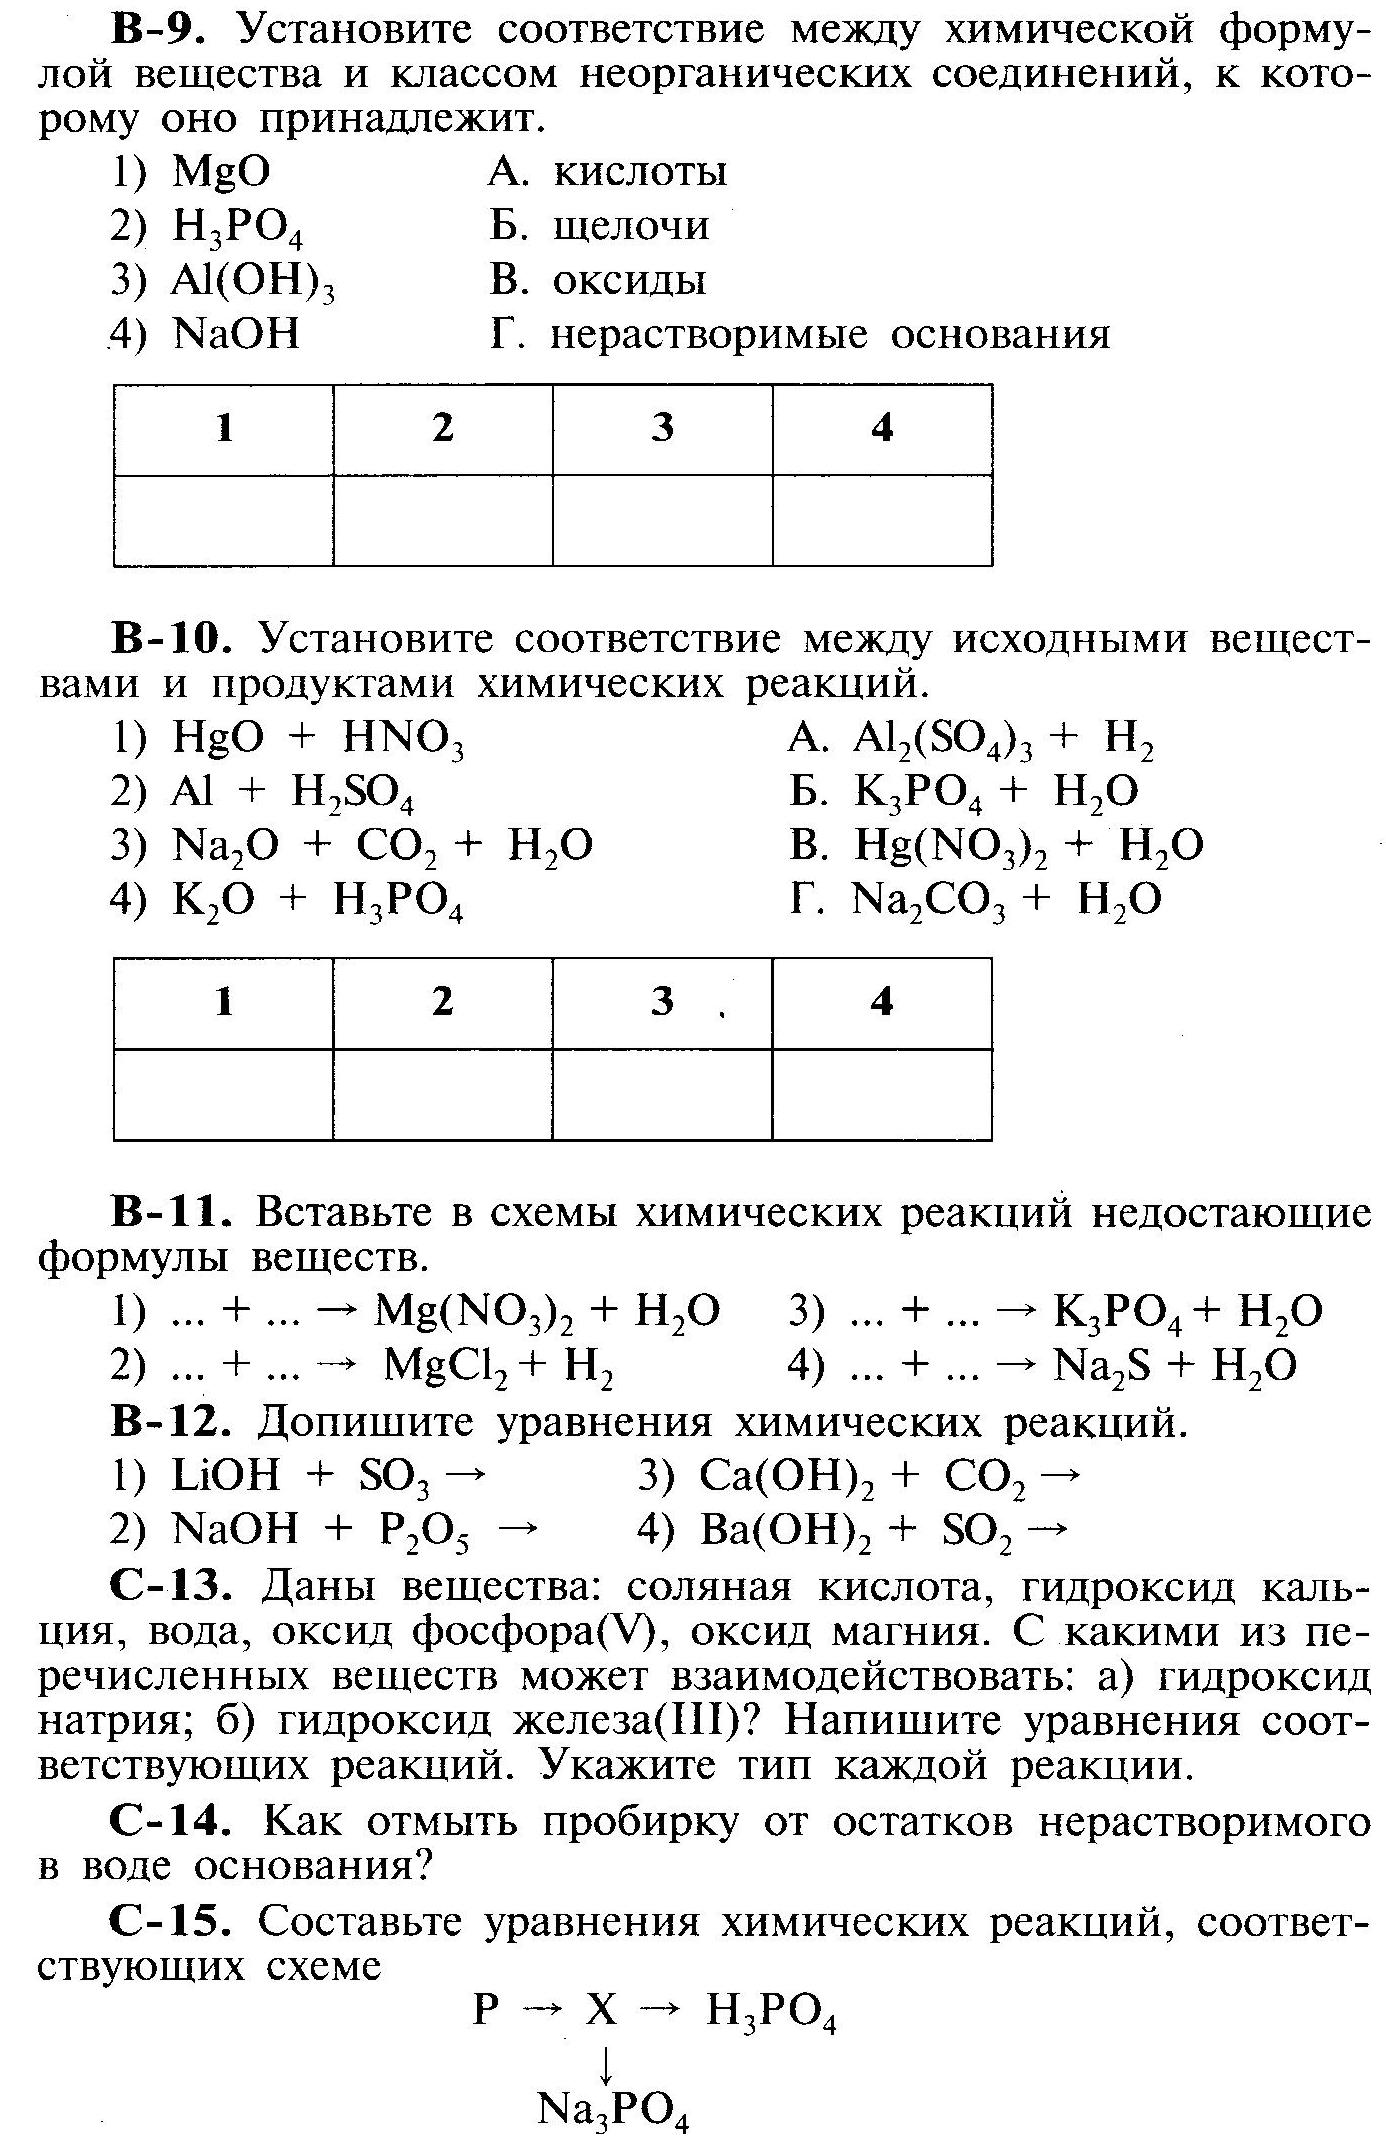 В-9. Установите соответствие между химической форму-
лой вещества и классом неорганических соединений, к кото-
рому оно принадлежит.
1) MgO А. кислоты
2) H₃PO₄ Б. щелочи
3) Al(OH)₃ В. оксиды
4) NaOH Г. нерастворимые основания
1 2 3 4
В-10. Установите соответствие между исходными вещест-
вами и продуктами химических реакций.
1) HgO + HNO₃ А. Al₂(SO₄)₃ + H₂
2) Al + H₂SO₄ Б. K₃PO₄ + H₂O
3) Na₂O + CO₂ + H₂O В. Hg(NO₃)₂ + H₂O
4) K₂O + H₃PO₄ Г. Na₂CO₃ + H₂O
1 2 3 4
В-11. Вставьте в схемы химических реакций недостающие
формулы веществ.
1) ... + ... → Mg(NO₃)₂ + H₂O 3) ... + ... → K₃PO₄ + H₂O
2) ... + ... → MgCl₂ + H₂ 4) ... + ... → Na₂S + H₂O
В-12. Допишите уравнения химических реакций.
1) LiOH + SO₃ → 3) Ca(OH)₂ + CO₂ →
2) NaOH + P₂O₅ → 4) Ba(OH)₂ + SO₂ →
С-13. Даны вещества: соляная кислота, гидроксид каль-
ция, вода, оксид фосфора(V), оксид магния. С какими из пе-
речисленных веществ может взаимодействовать: а) гидроксид
натрия; б) гидроксид железа(III)? Напишите уравнения соот-
ветствующих реакций. Укажите тип каждой реакции.
С-14. Как отмыть пробирку от остатков нерастворимого
в воде основания?
С-15. Составьте уравнения химических реакций, соответ-
ствующих схеме
P → X → H₃PO₄
↓
Na₃PO₄